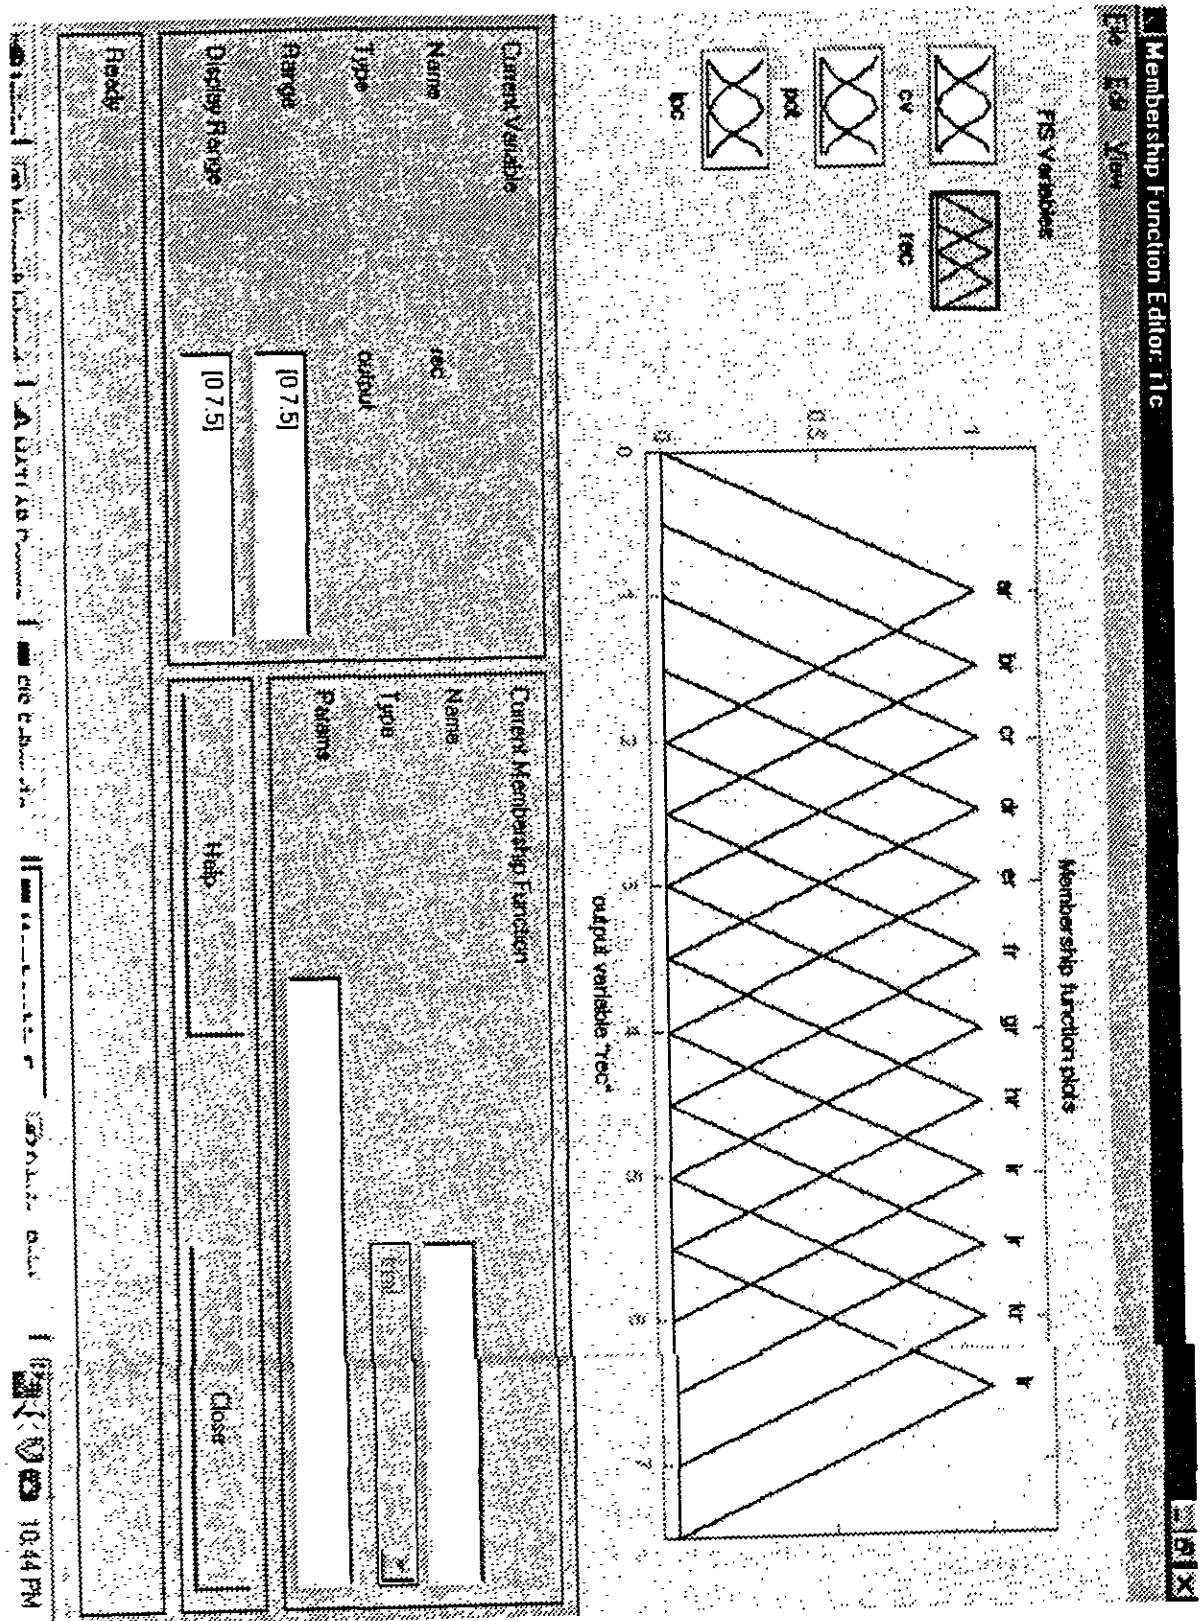 Membership Function Editor: r1c
File Edit View
FIS Variables
Membership function plots
cv
rec
pot
ipc
ar br cr dr er fr gr hr ir jr kr lr
1
0.5
0
0 1 2 3 4 5 6 7
output variable "rec"
Current Variable
Name rec
Type output
Range [0 7.5]
Display Range [0 7.5]
Current Membership Function
Name
Type
Params
Help
Close
Ready
10:44 PM